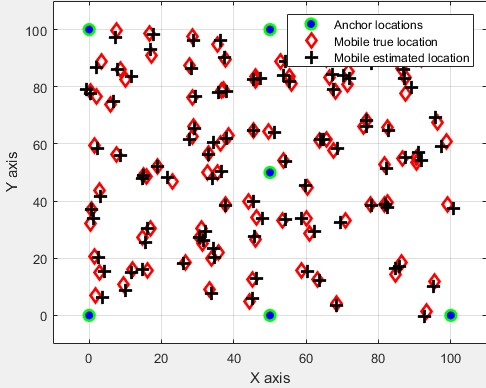 Anchor locations
Mobile true location
Mobile estimated location
100
80
60
40
20
0
Y axis
0
20
40
60
80
100
X axis